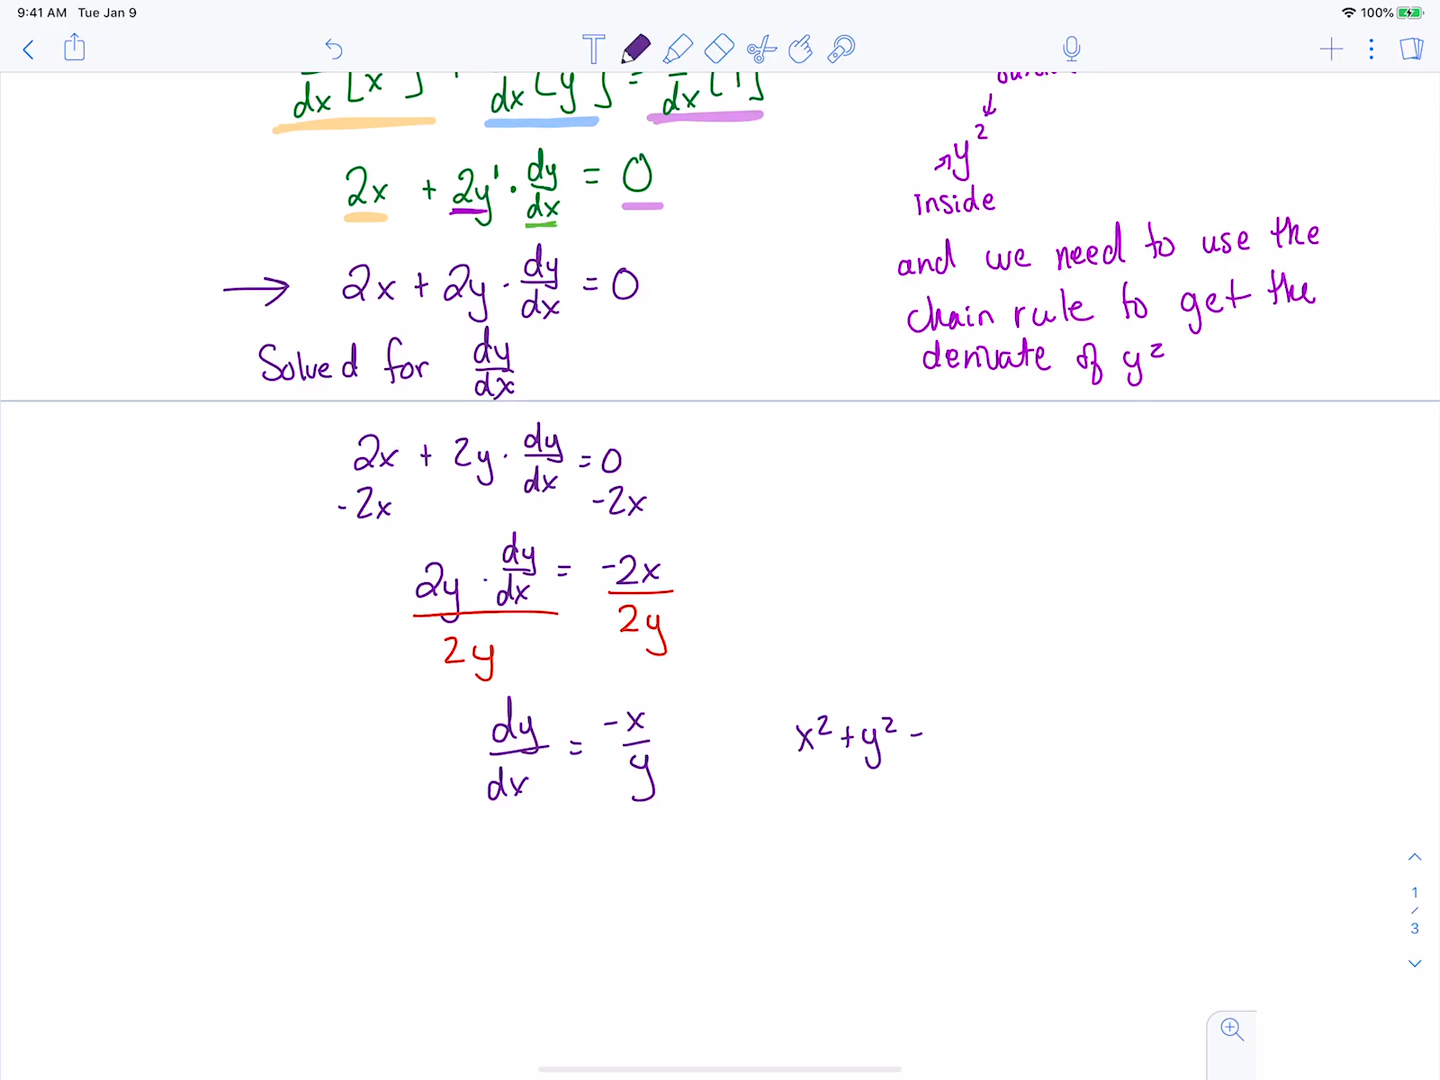 9:41 AM Tue Jan 9
100%
T
dx [x ] dx [y ] = dx [1]
2x + 2y¹ · dy/dx = 0
→ 2x + 2y · dy/dx = 0
Solved for dy/dx
↓
y²
inside
and we need to use the
chain rule to get the
derivate of y²
2x + 2y · dy/dx = 0
-2x -2x
2y · dy/dx = -2x
2y 2y
dy/dx = -x/y
x² + y² -
1
/
3